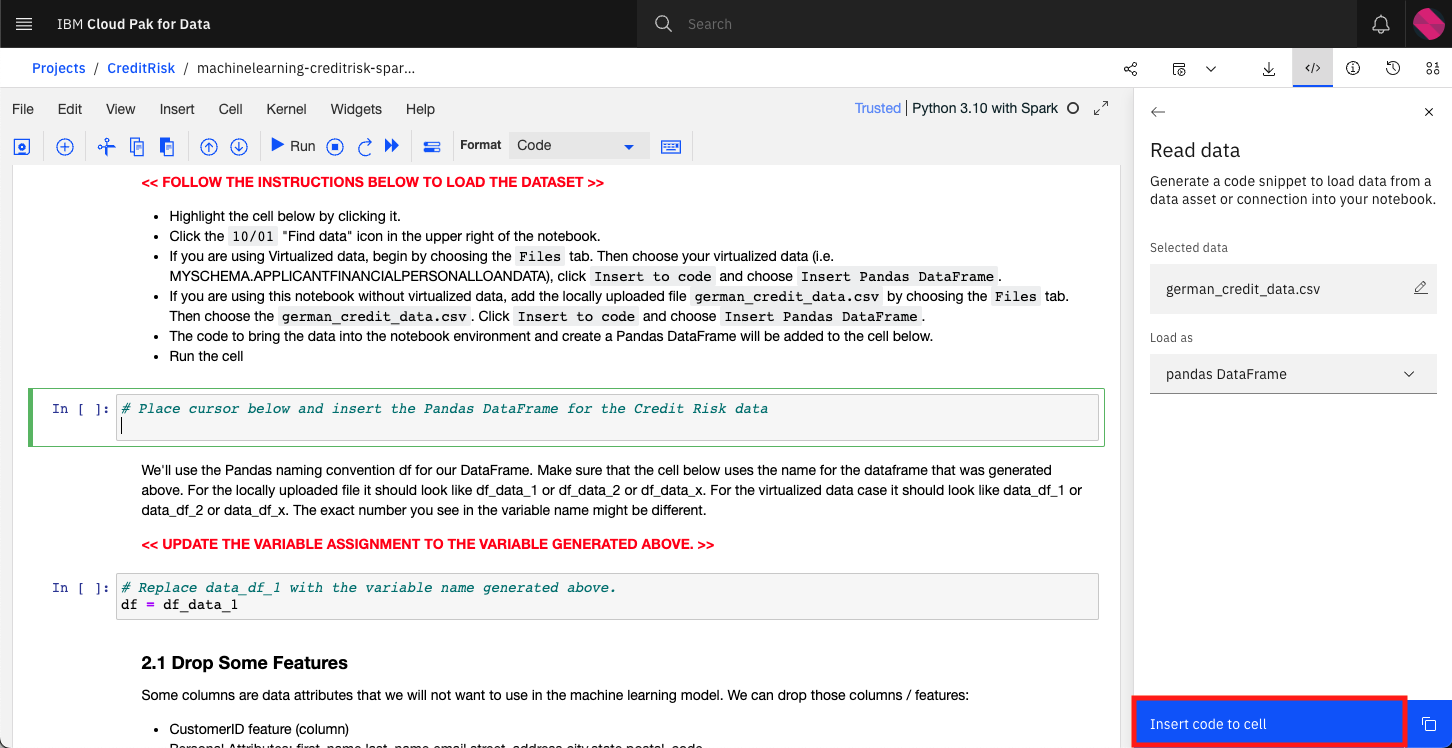 IBM Cloud Pak for Data
Search
Projects / CreditRisk / machinelearning-creditrisk-spar...
File Edit View Insert Cell Kernel Widgets Help
Trusted | Python 3.10 with Spark
Run
Format
Code
<< FOLLOW THE INSTRUCTIONS BELOW TO LOAD THE DATASET >>
• Highlight the cell below by clicking it.
• Click the 10/01 "Find data" icon in the upper right of the notebook.
• If you are using Virtualized data, begin by choosing the Files tab. Then choose your virtualized data (i.e.
MYSCHEMA.APPLICANTFINANCIALPERSONALLOANDATA), click Insert to code and choose Insert Pandas DataFrame.
• If you are using this notebook without virtualized data, add the locally uploaded file german_credit_data.csv by choosing the Files tab.
Then choose the german_credit_data.csv. Click Insert to code and choose Insert Pandas DataFrame.
• The code to bring the data into the notebook environment and create a Pandas DataFrame will be added to the cell below.
• Run the cell
In [ ]: # Place cursor below and insert the Pandas DataFrame for the Credit Risk data
We'll use the Pandas naming convention df for our DataFrame. Make sure that the cell below uses the name for the dataframe that was generated
above. For the locally uploaded file it should look like df_data_1 or df_data_2 or df_data_x. For the virtualized data case it should look like data_df_1 or
data_df_2 or data_df_x. The exact number you see in the variable name might be different.
<< UPDATE THE VARIABLE ASSIGNMENT TO THE VARIABLE GENERATED ABOVE. >>
In [ ]: # Replace data_df_1 with the variable name generated above.
df = df_data_1
2.1 Drop Some Features
Some columns are data attributes that we will not want to use in the machine learning model. We can drop those columns / features:
• CustomerID feature (column)
Read data
Generate a code snippet to load data from a
data asset or connection into your notebook.
Selected data
german_credit_data.csv
Load as
pandas DataFrame
Insert code to cell